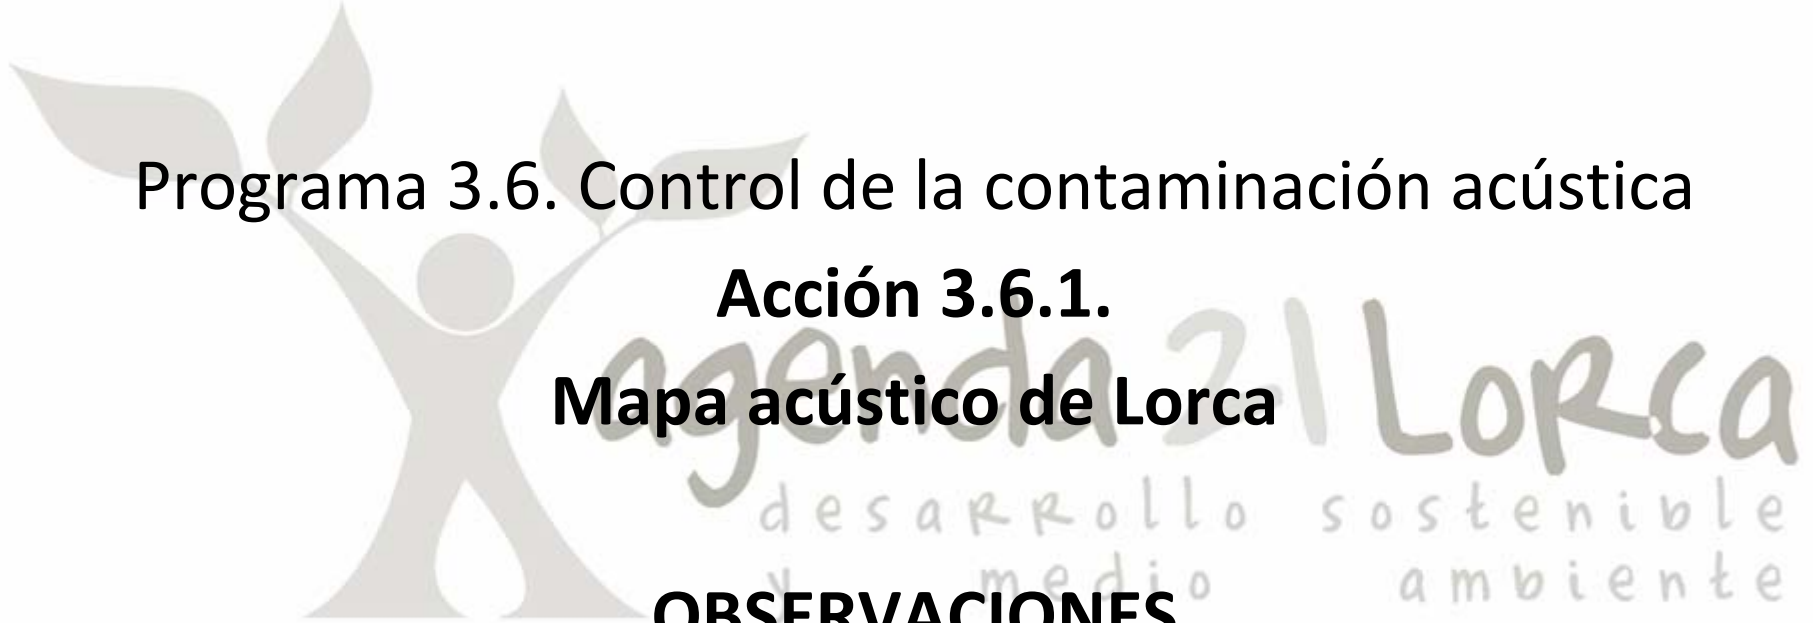 Programa 3.6. Control de la contaminación acústica
Acción 3.6.1.
Mapa acústico de Lorca
agenda 21 Lorca
desarrollo sostenible
y medio ambiente
OBSERVACIONES